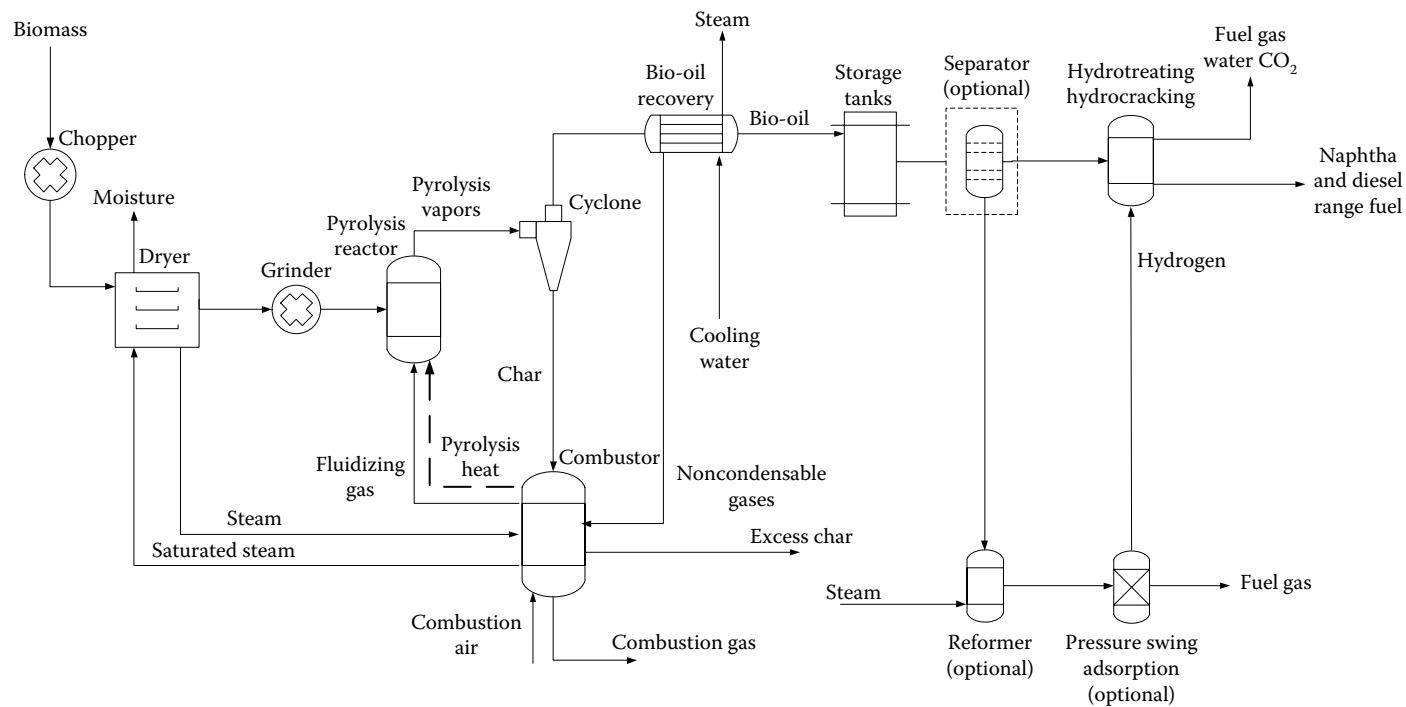 Biomass
Chopper
Moisture
Dryer
Grinder
Pyrolysis
reactor
Pyrolysis
vapors
Cyclone
Steam
Bio-oil
recovery
Bio-oil
Cooling
water
Storage
tanks
Separator
(optional)
Hydrotreating
hydrocracking
Fuel gas
water CO₂
Naphtha
and diesel
range fuel
Hydrogen
Char
Pyrolysis
heat
Combustor
Fluidizing
gas
Noncondensable
gases
Steam
Saturated steam
Excess char
Combustion
air
Combustion gas
Steam
Reformer
(optional)
Pressure swing
adsorption
(optional)
Fuel gas